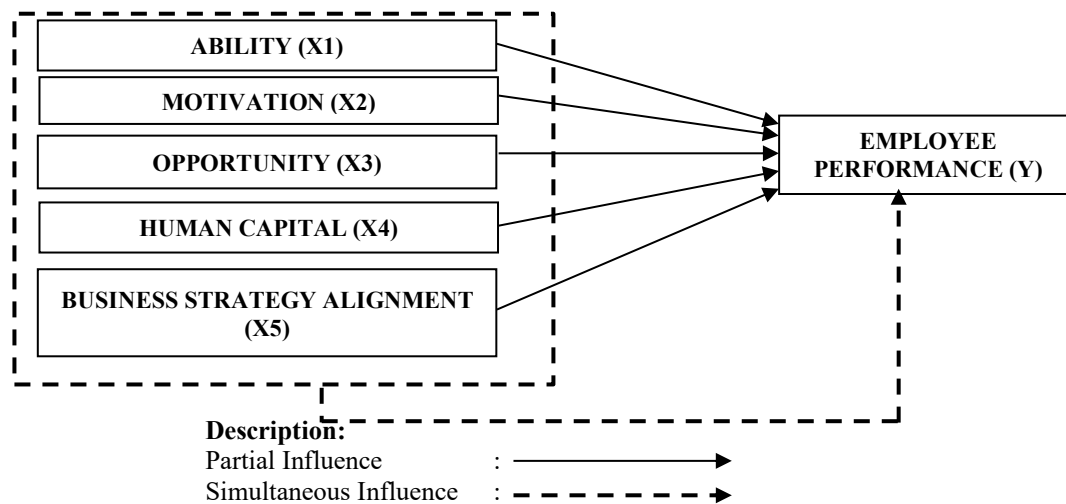 ABILITY (X1)
MOTIVATION (X2)
OPPORTUNITY (X3)
HUMAN CAPITAL (X4)
BUSINESS STRATEGY ALIGNMENT
(X5)
EMPLOYEE
PERFORMANCE (Y)
Description:
Partial Influence :
Simultaneous Influence :